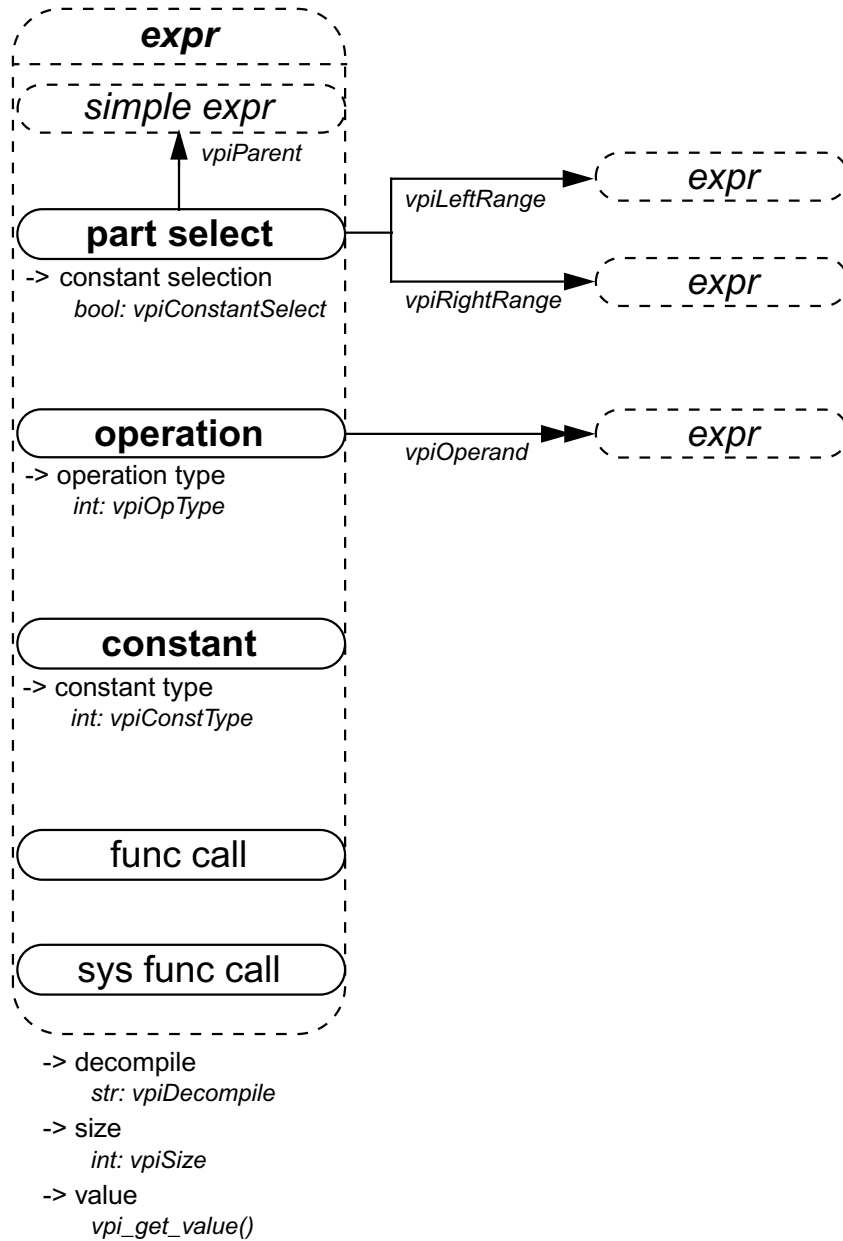 expr
simple expr
vpiParent
part select
-> constant selection
bool: vpiConstantSelect
vpiLeftRange
expr
vpiRightRange
expr
operation
-> operation type
int: vpiOpType
vpiOperand
expr
constant
-> constant type
int: vpiConstType
func call
sys func call
-> decompile
str: vpiDecompile
-> size
int: vpiSize
-> value
vpi_get_value()